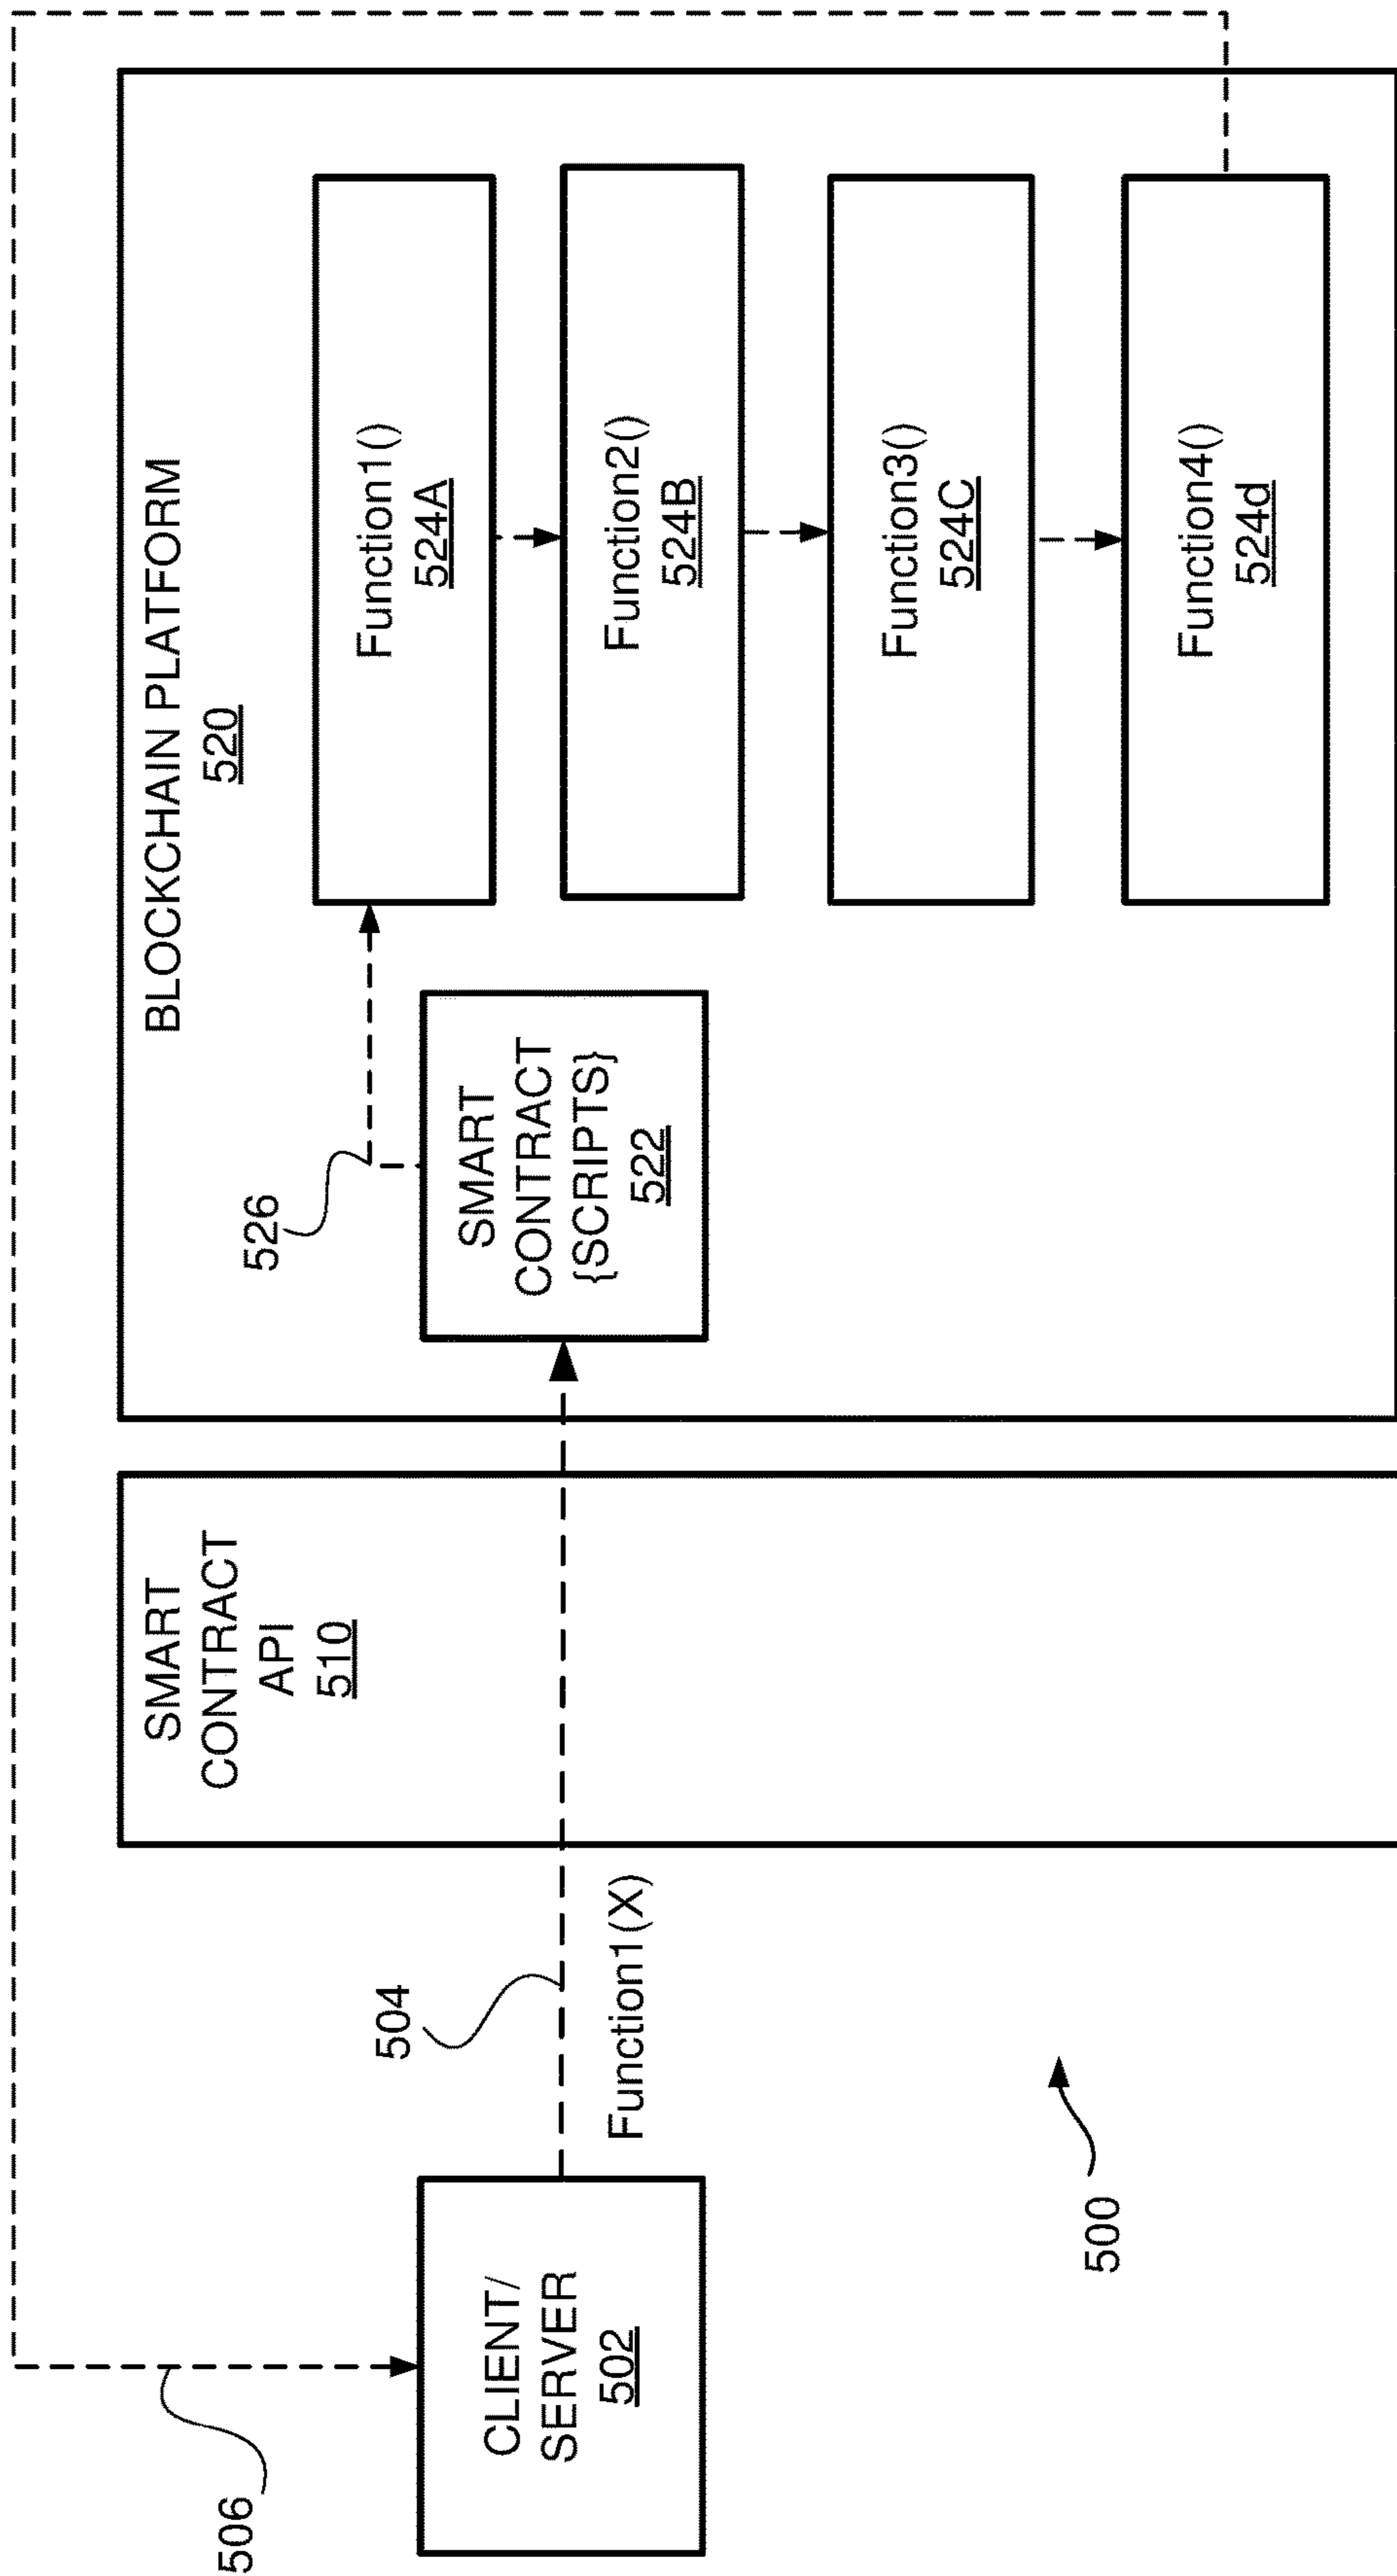 506
CLIENT/
SERVER
502
504
Function1(X)
500
SMART
CONTRACT
API
510
BLOCKCHAIN PLATFORM
520
526
SMART
CONTRACT
{SCRIPTS}
522
Function1()
524A
Function2()
524B
Function3()
524C
Function4()
524d